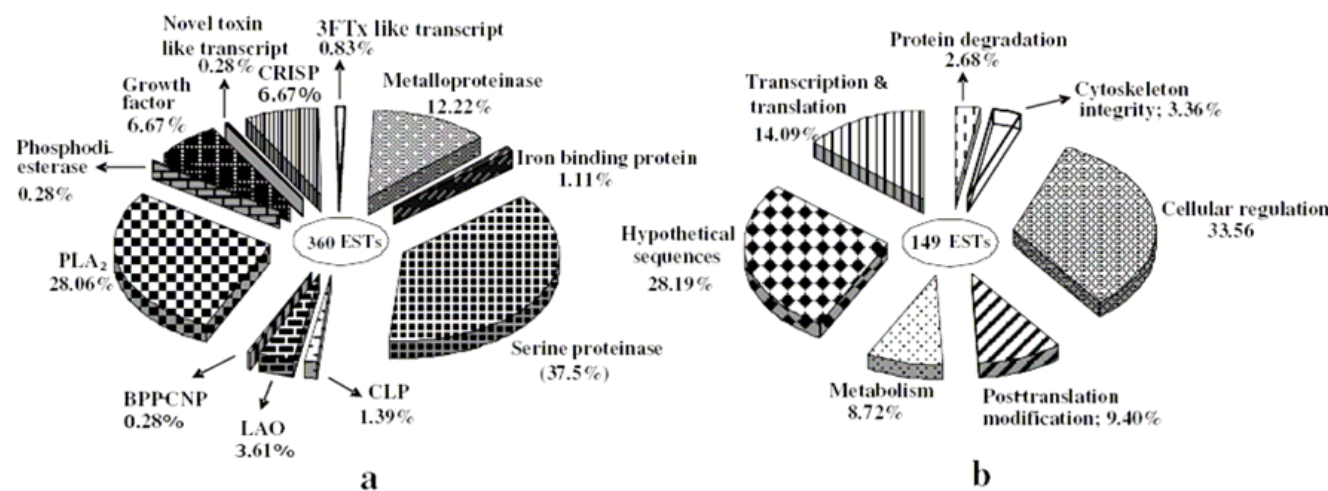 Novel toxin
like transcript
0.28%
3FTx like transcript
0.83%
CRISP
6.67%
Growth
factor
6.67%
Metalloproteinase
12.22%
Phosphodi-
esterase
0.28%
Iron binding protein
1.11%
360 ESTs
PLA₂
28.06%
Serine proteinase
(37.5%)
BPP-CNP
0.28%
LAO
3.61%
CLP
1.39%
a
Protein degradation
2.68%
Transcription &
translation
14.09%
Cytoskeleton
integrity; 3.36%
Cellular regulation
33.56
Hypothetical
sequences
28.19%
149 ESTs
Metabolism
8.72%
Post-translation
modification; 9.40%
b